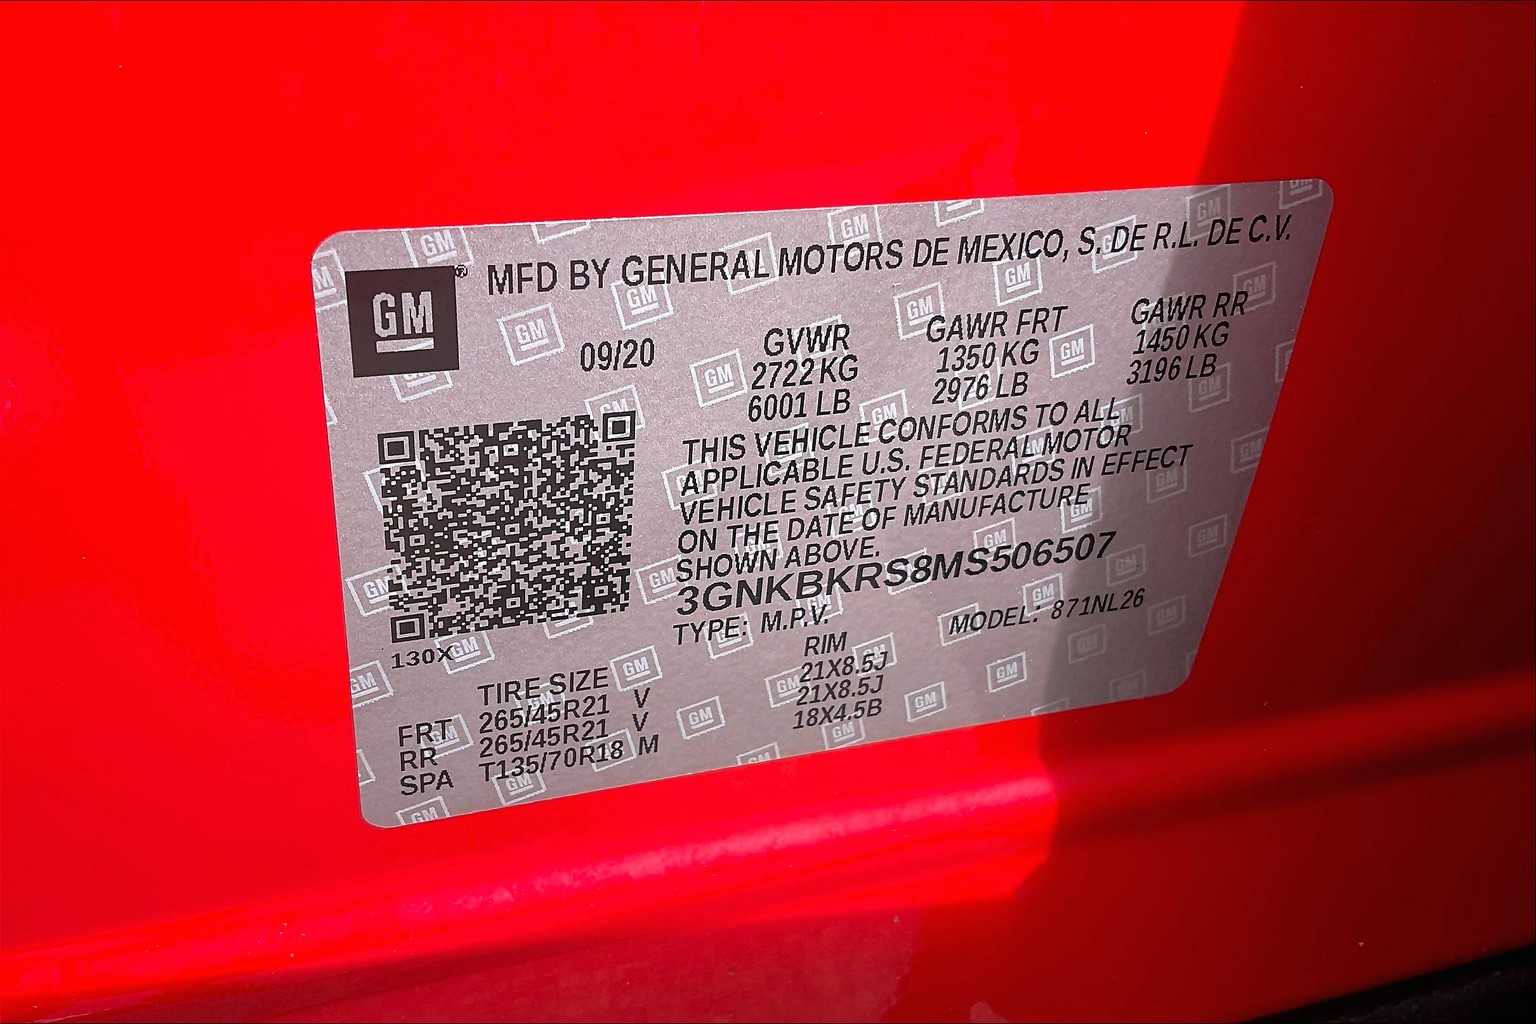 GM® MFD BY GENERAL MOTORS DE MEXICO, S. DE R.L. DE C.V.
09/20
GVWR GAWR FRT GAWR RR
2722 KG 1350 KG 1450 KG
6001 LB 2976 LB 3196 LB
THIS VEHICLE CONFORMS TO ALL
APPLICABLE U.S. FEDERAL MOTOR
VEHICLE SAFETY STANDARDS IN EFFECT
ON THE DATE OF MANUFACTURE
SHOWN ABOVE.
3GNKBKRS8MS506507
TYPE: M.P.V. MODEL: 871NL26
130X
TIRE SIZE RIM
FRT 265/45R21 V 21X8.5J
RR 265/45R21 V 21X8.5J
SPA T135/70R18 M 18X4.5B